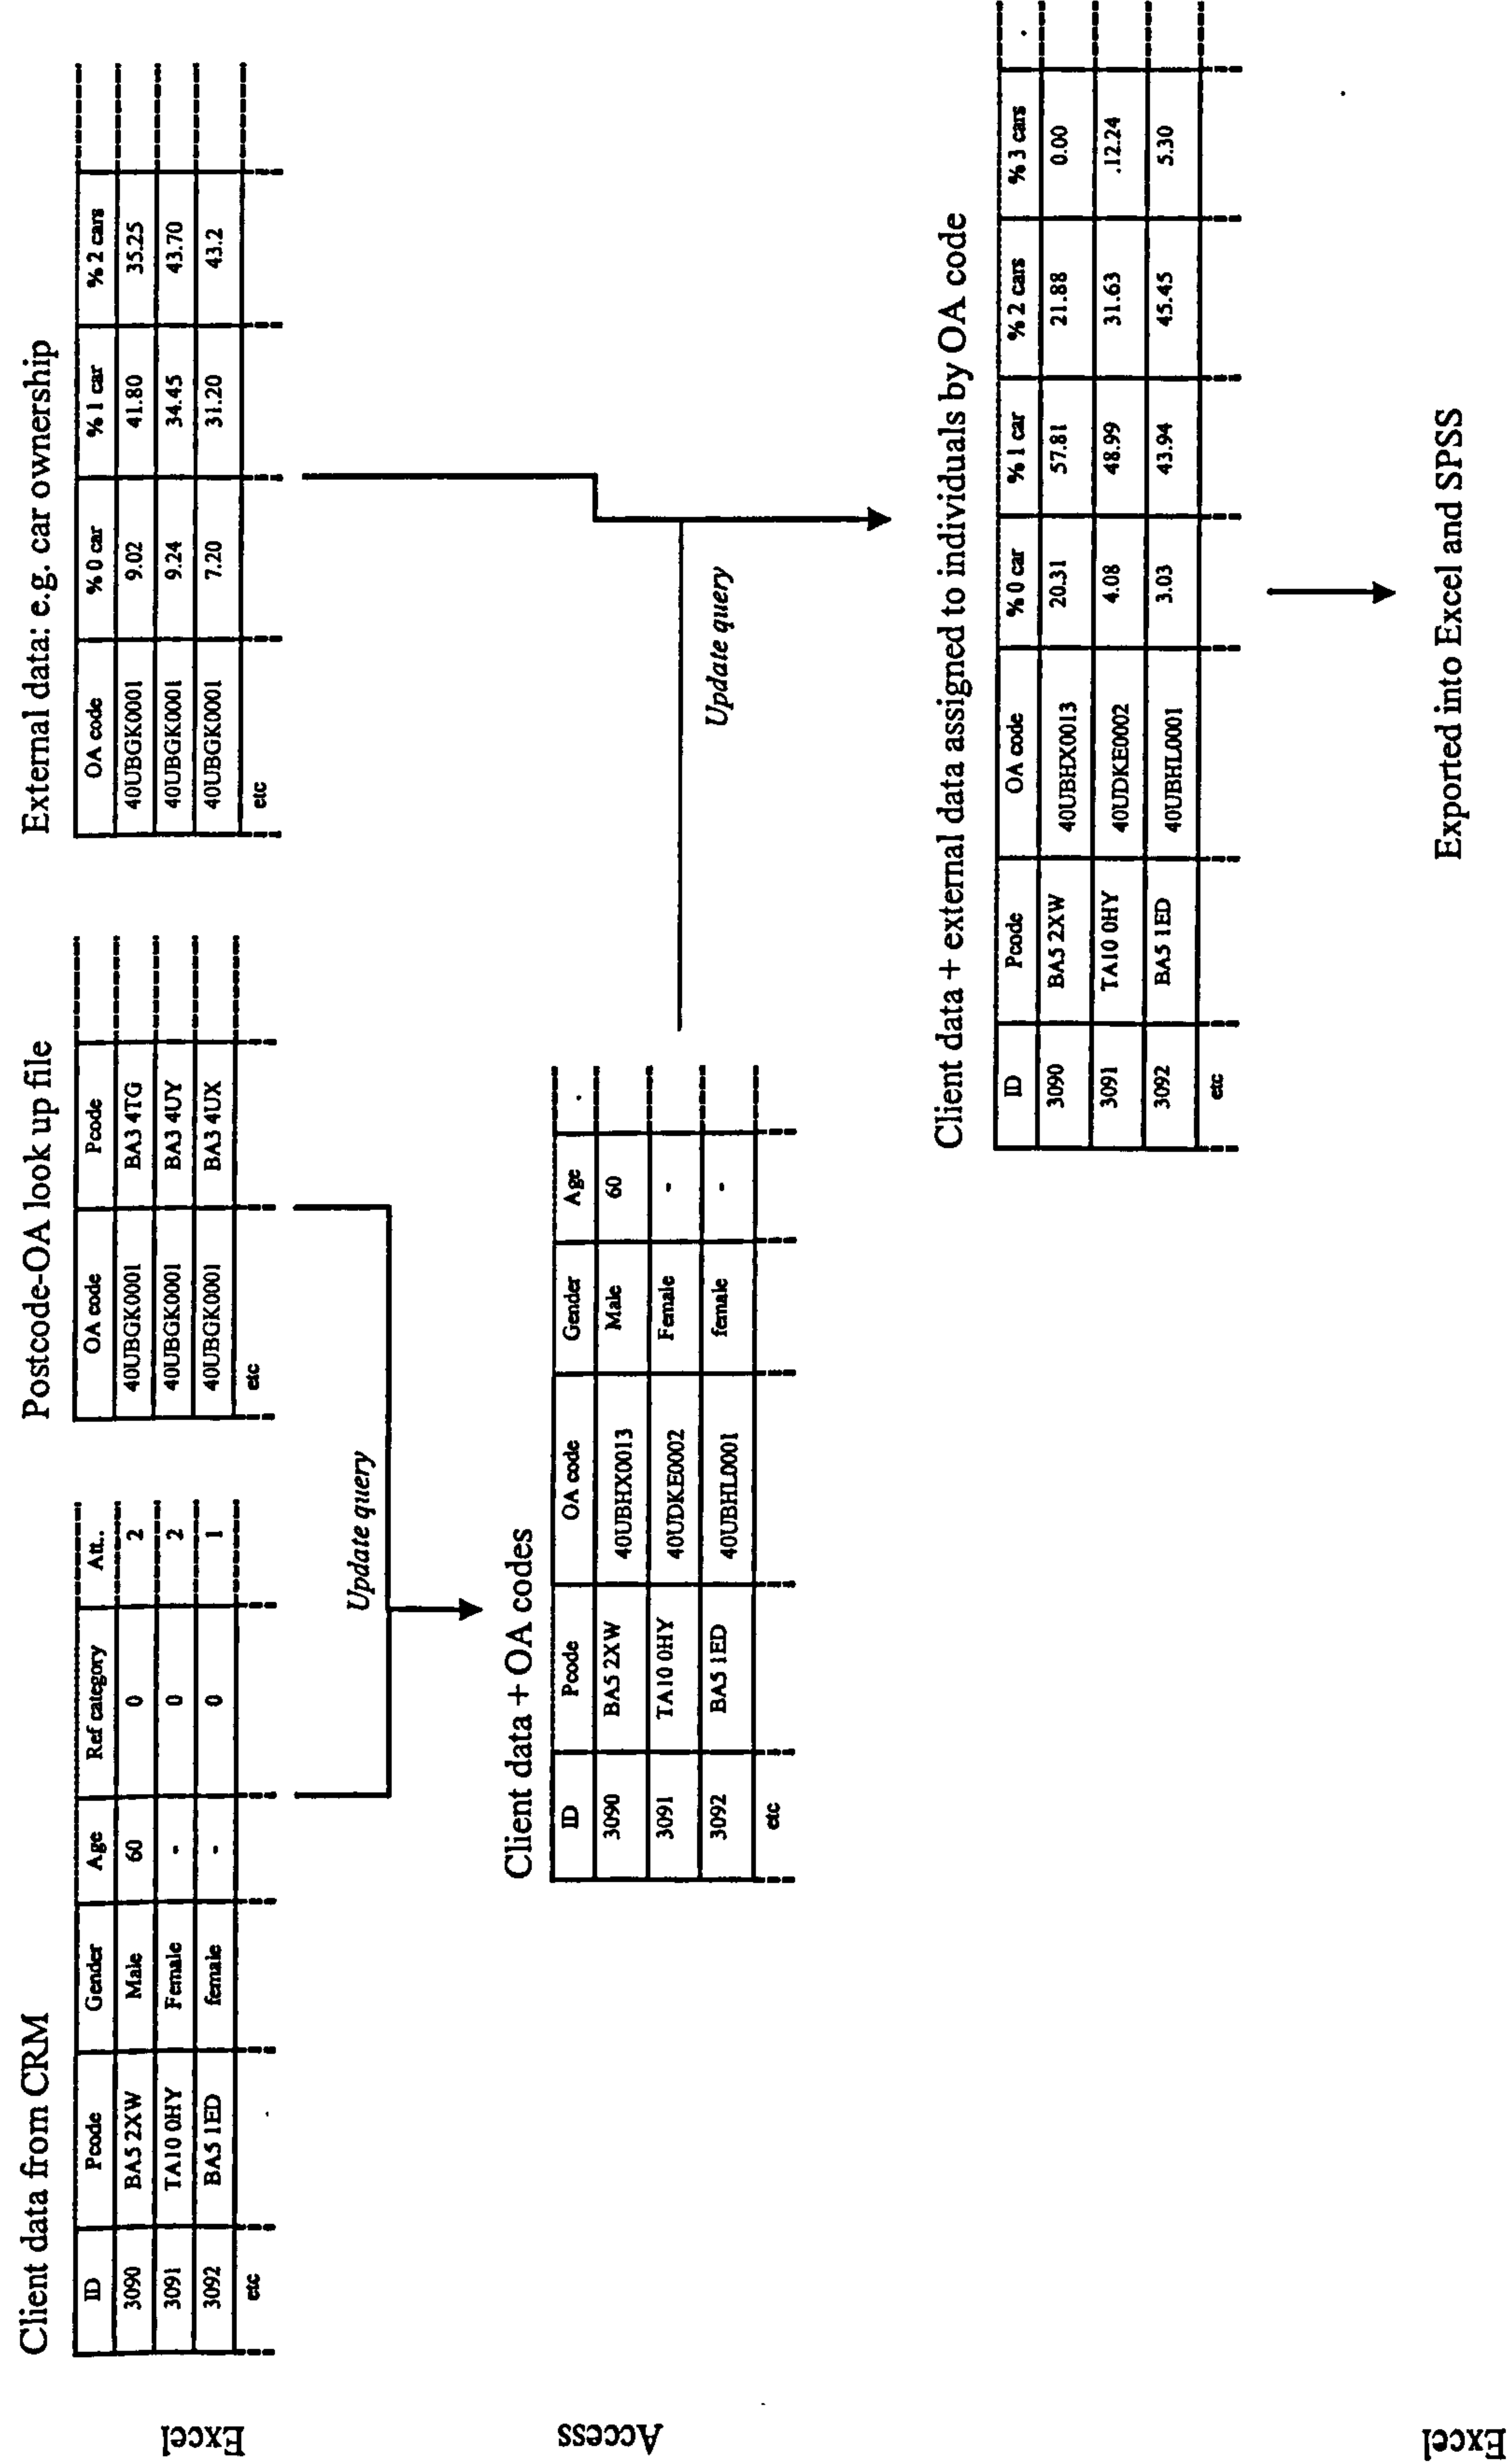 Excel
Client data from CRM
ID Pcode Gender Age Ref category Att..
3090 BA5 2XW Male 60 0 2
3091 TA10 0HY Female - 0 2
3092 BA5 1ED female - 0 1
etc
Postcode-OA look up file
OA code Pcode
40UBGK0001 BA3 4TG
40UBGK0001 BA3 4UY
40UBGK0001 BA3 4UX
etc
External data: e.g. car ownership
OA code % 0 car % 1 car % 2 cars
40UBGK0001 9.02 41.80 35.25
40UBGK0001 9.24 34.45 43.70
40UBGK0001 7.20 31.20 43.2
etc
Update query
Access
Client data + OA codes
ID Pcode OA code Gender Age
3090 BA5 2XW 40UBHX0013 Male 60
3091 TA10 0HY 40UDKE0002 Female -
3092 BA5 1ED 40UBHL0001 female -
etc
Update query
Client data + external data assigned to individuals by OA code
ID Pcode OA code % 0 car % 1 car % 2 cars % 3 cars
3090 BA5 2XW 40UBHX0013 20.31 57.81 21.88 0.00
3091 TA10 0HY 40UDKE0002 4.08 48.99 31.63 .12.24
3092 BA5 1ED 40UBHL0001 3.03 43.94 45.45 5.30
etc
Excel
Exported into Excel and SPSS